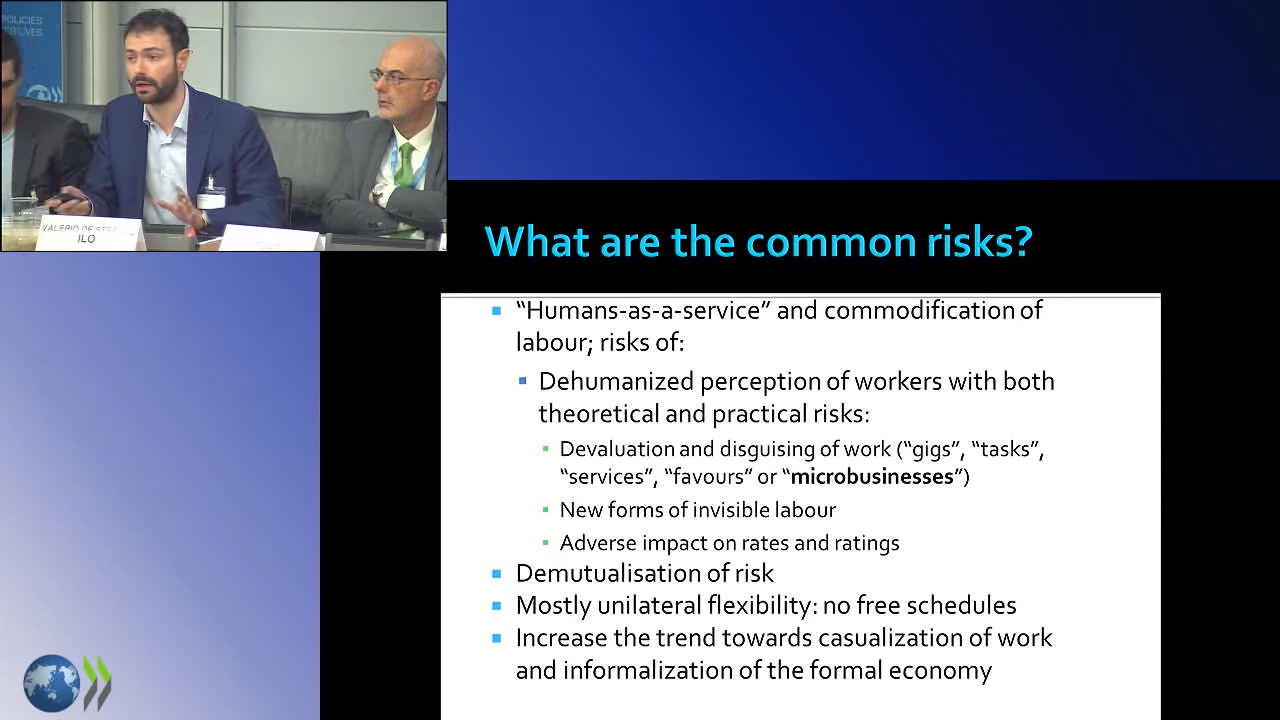 POLICIES
ER LIVES
ILO
What are the common risks?
“Humans-as-a-service” and commodification of
labour; risks of:
Dehumanized perception of workers with both
theoretical and practical risks:
Devaluation and disguising of work (“gigs”, “tasks”,
“services”, “favours” or “microbusinesses”)
New forms of invisible labour
Adverse impact on rates and ratings
Demutualisation of risk
Mostly unilateral flexibility: no free schedules
Increase the trend towards casualization of work
and informalization of the formal economy